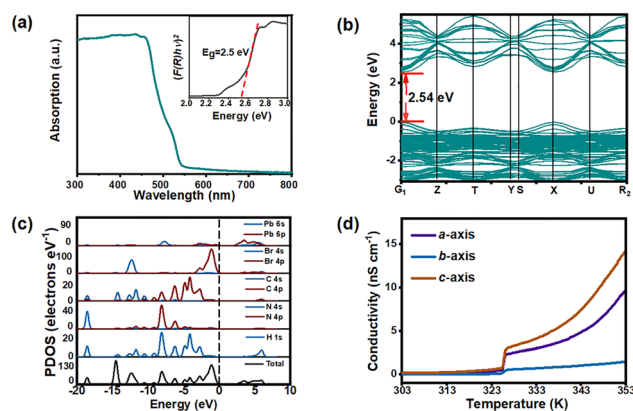 (a)
Absorption (a.u.)
Wavelength (nm)
300 400 500 600 700 800
(F(R)hν)²
Eg=2.5 eV
2.0 2.2 2.4 2.6 2.8 3.0
Energy (eV)
(b)
Energy (eV)
4
2
0
-2
2.54 eV
G1 Z T Y S X U R2
(c)
PDOS (electrons eV-1)
90
0
Pb 6s
Pb 6p
100
0
Br 4s
Br 4p
20
0
C 4s
C 4p
40
0
N 4s
N 4p
20
0
H 1s
130
0
Total
-20 -15 -10 -5 0 5 10
Energy (eV)
(d)
Conductivity (nS cm-1)
15
10
5
0
a-axis
b-axis
c-axis
303 313 323 333 343 353
Temperature (K)